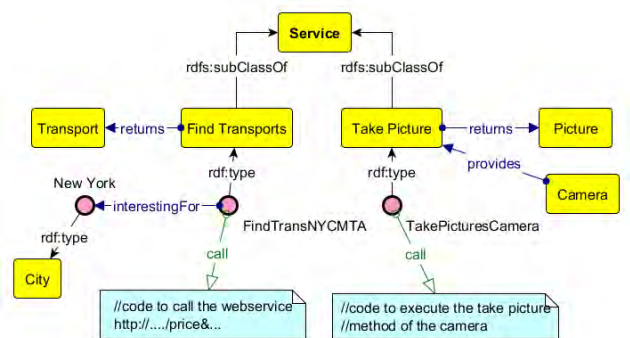 Service
rdfs:subClassOf
rdfs:subClassOf
Transport
returns
Find Transports
Take Picture
returns
Picture
provides
New York
rdf:type
rdf:type
Camera
interestingFor
rdf:type
FindTransNYCMTA
TakePicturesCamera
call
call
City
//code to call the webservice
http://..../price&...
//code to execute the take picture
//method of the camera